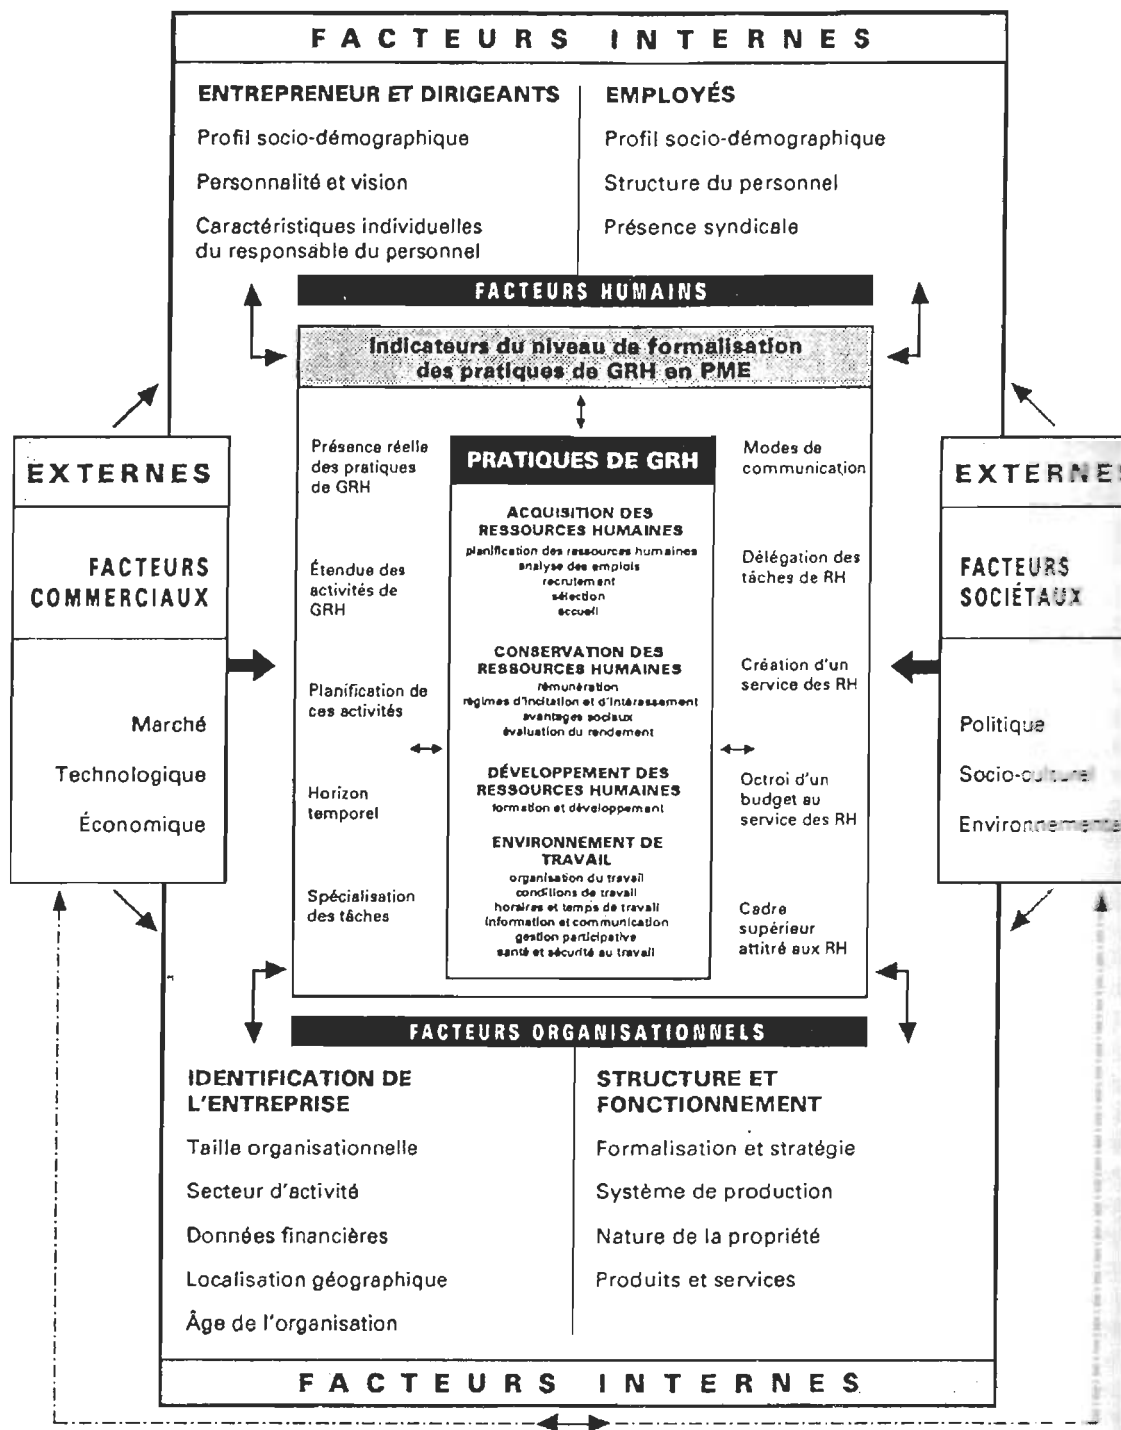 FACTEURS INTERNES
ENTREPRENEUR ET DIRIGEANTS
Profil socio-démographique
Personnalité et vision
Caractéristiques individuelles
du responsable du personnel
EMPLOYÉS
Profil socio-démographique
Structure du personnel
Présence syndicale
FACTEURS HUMAINS
Indicateurs du niveau de formalisation
des pratiques de GRH en PME
EXTERNES
FACTEURS
COMMERCIAUX
Marché
Technologique
Économique
Présence réelle
des pratiques
de GRH
Étendue des
activités de
GRH
Planification de
ces activités
Horizon
temporel
Spécialisation
des tâches
PRATIQUES DE GRH
ACQUISITION DES
RESSOURCES HUMAINES
planification des ressources humaines
analyse des emplois
recrutement
sélection
accueil
CONSERVATION DES
RESSOURCES HUMAINES
rémunération
régimes d'incitation et d'intéressement
avantages sociaux
évaluation du rendement
DÉVELOPPEMENT DES
RESSOURCES HUMAINES
formation et développement
ENVIRONNEMENT DE
TRAVAIL
organisation du travail
conditions de travail
horaires et temps de travail
information et communication
gestion participative
santé et sécurité au travail
Modes de
communication
Délégation des
tâches de RH
Création d'un
service des RH
Octroi d'un
budget au
service des RH
Cadre
supérieur
attitré aux RH
EXTERNES
FACTEURS
SOCIÉTAUX
Politique
Socio-culturel
Environnementa
FACTEURS ORGANISATIONNELS
IDENTIFICATION DE
L'ENTREPRISE
Taille organisationnelle
Secteur d'activité
Données financières
Localisation géographique
Âge de l'organisation
STRUCTURE ET
FONCTIONNEMENT
Formalisation et stratégie
Système de production
Nature de la propriété
Produits et services
FACTEURS INTERNES